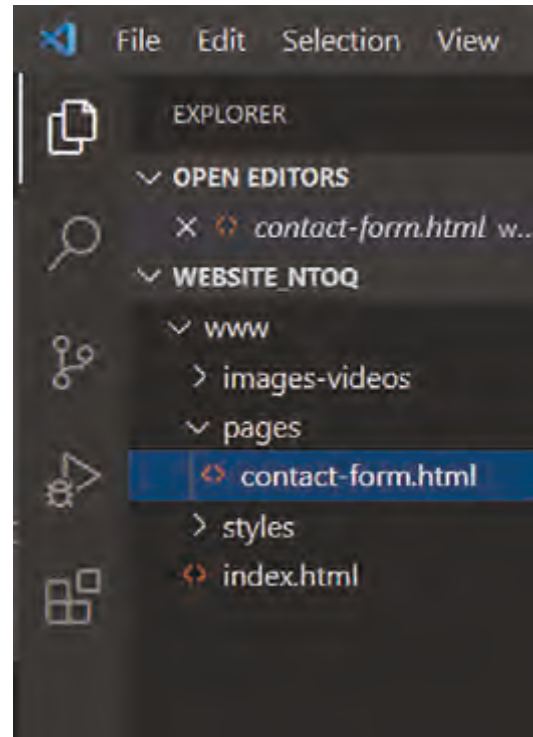 File Edit Selection View
EXPLORER
OPEN EDITORS
contact-form.html w...
WEBSITE_NTOQ
www
images-videos
pages
contact-form.html
styles
index.html